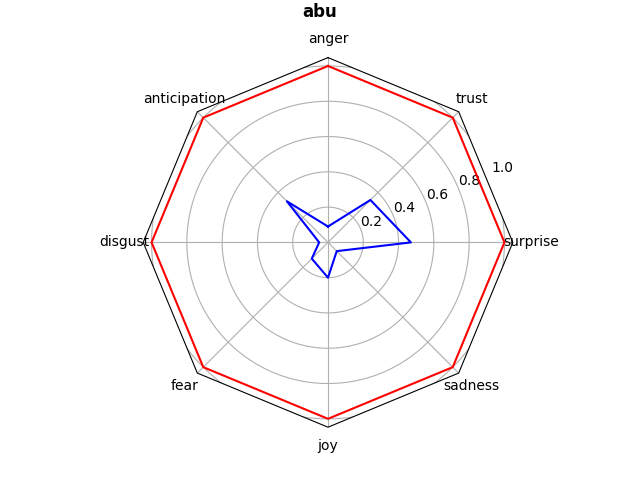 abu
anger
anticipation
trust
1.0
0.8
0.6
0.4
0.2
disgust
surprise
fear
sadness
joy